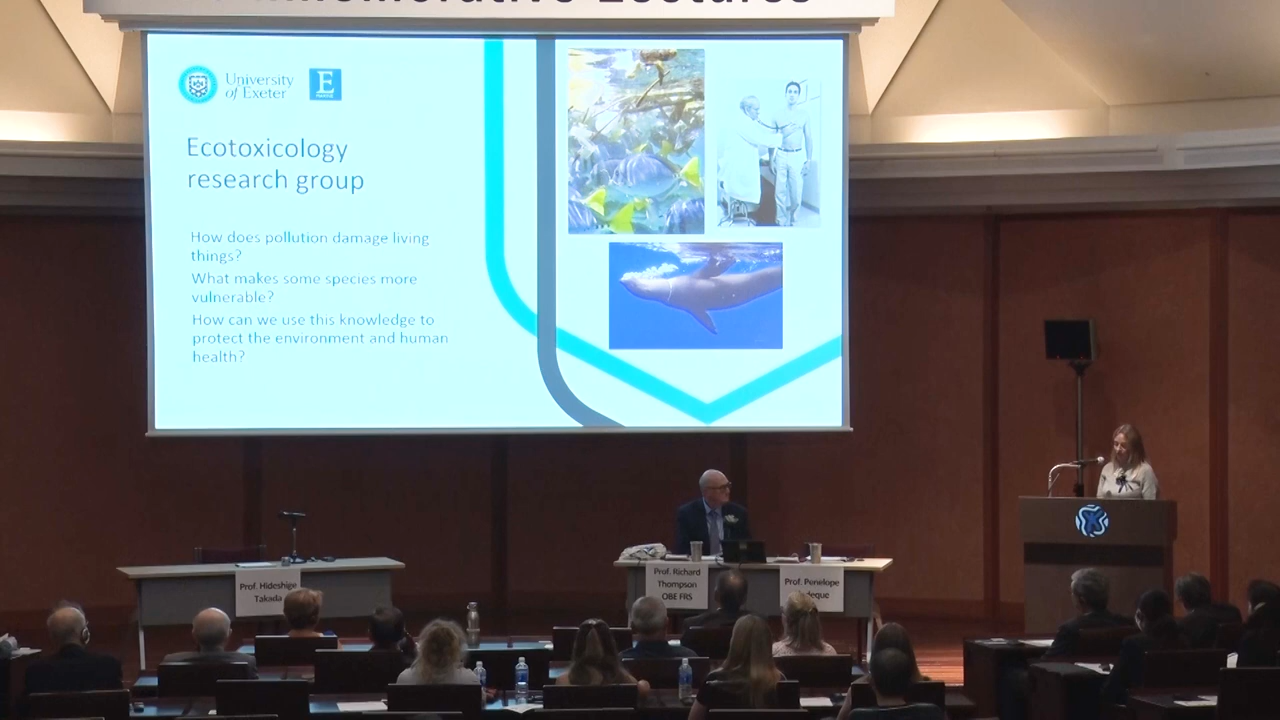 University
of Exeter
E
Ecotoxicology
research group
How does pollution damage living
things?
What makes some species more
vulnerable?
How can we use this knowledge to
protect the environment and human
health?
Prof. Hideshige
Takada
Prof. Richard
Thompson
OBE FRS
Prof. Penelope